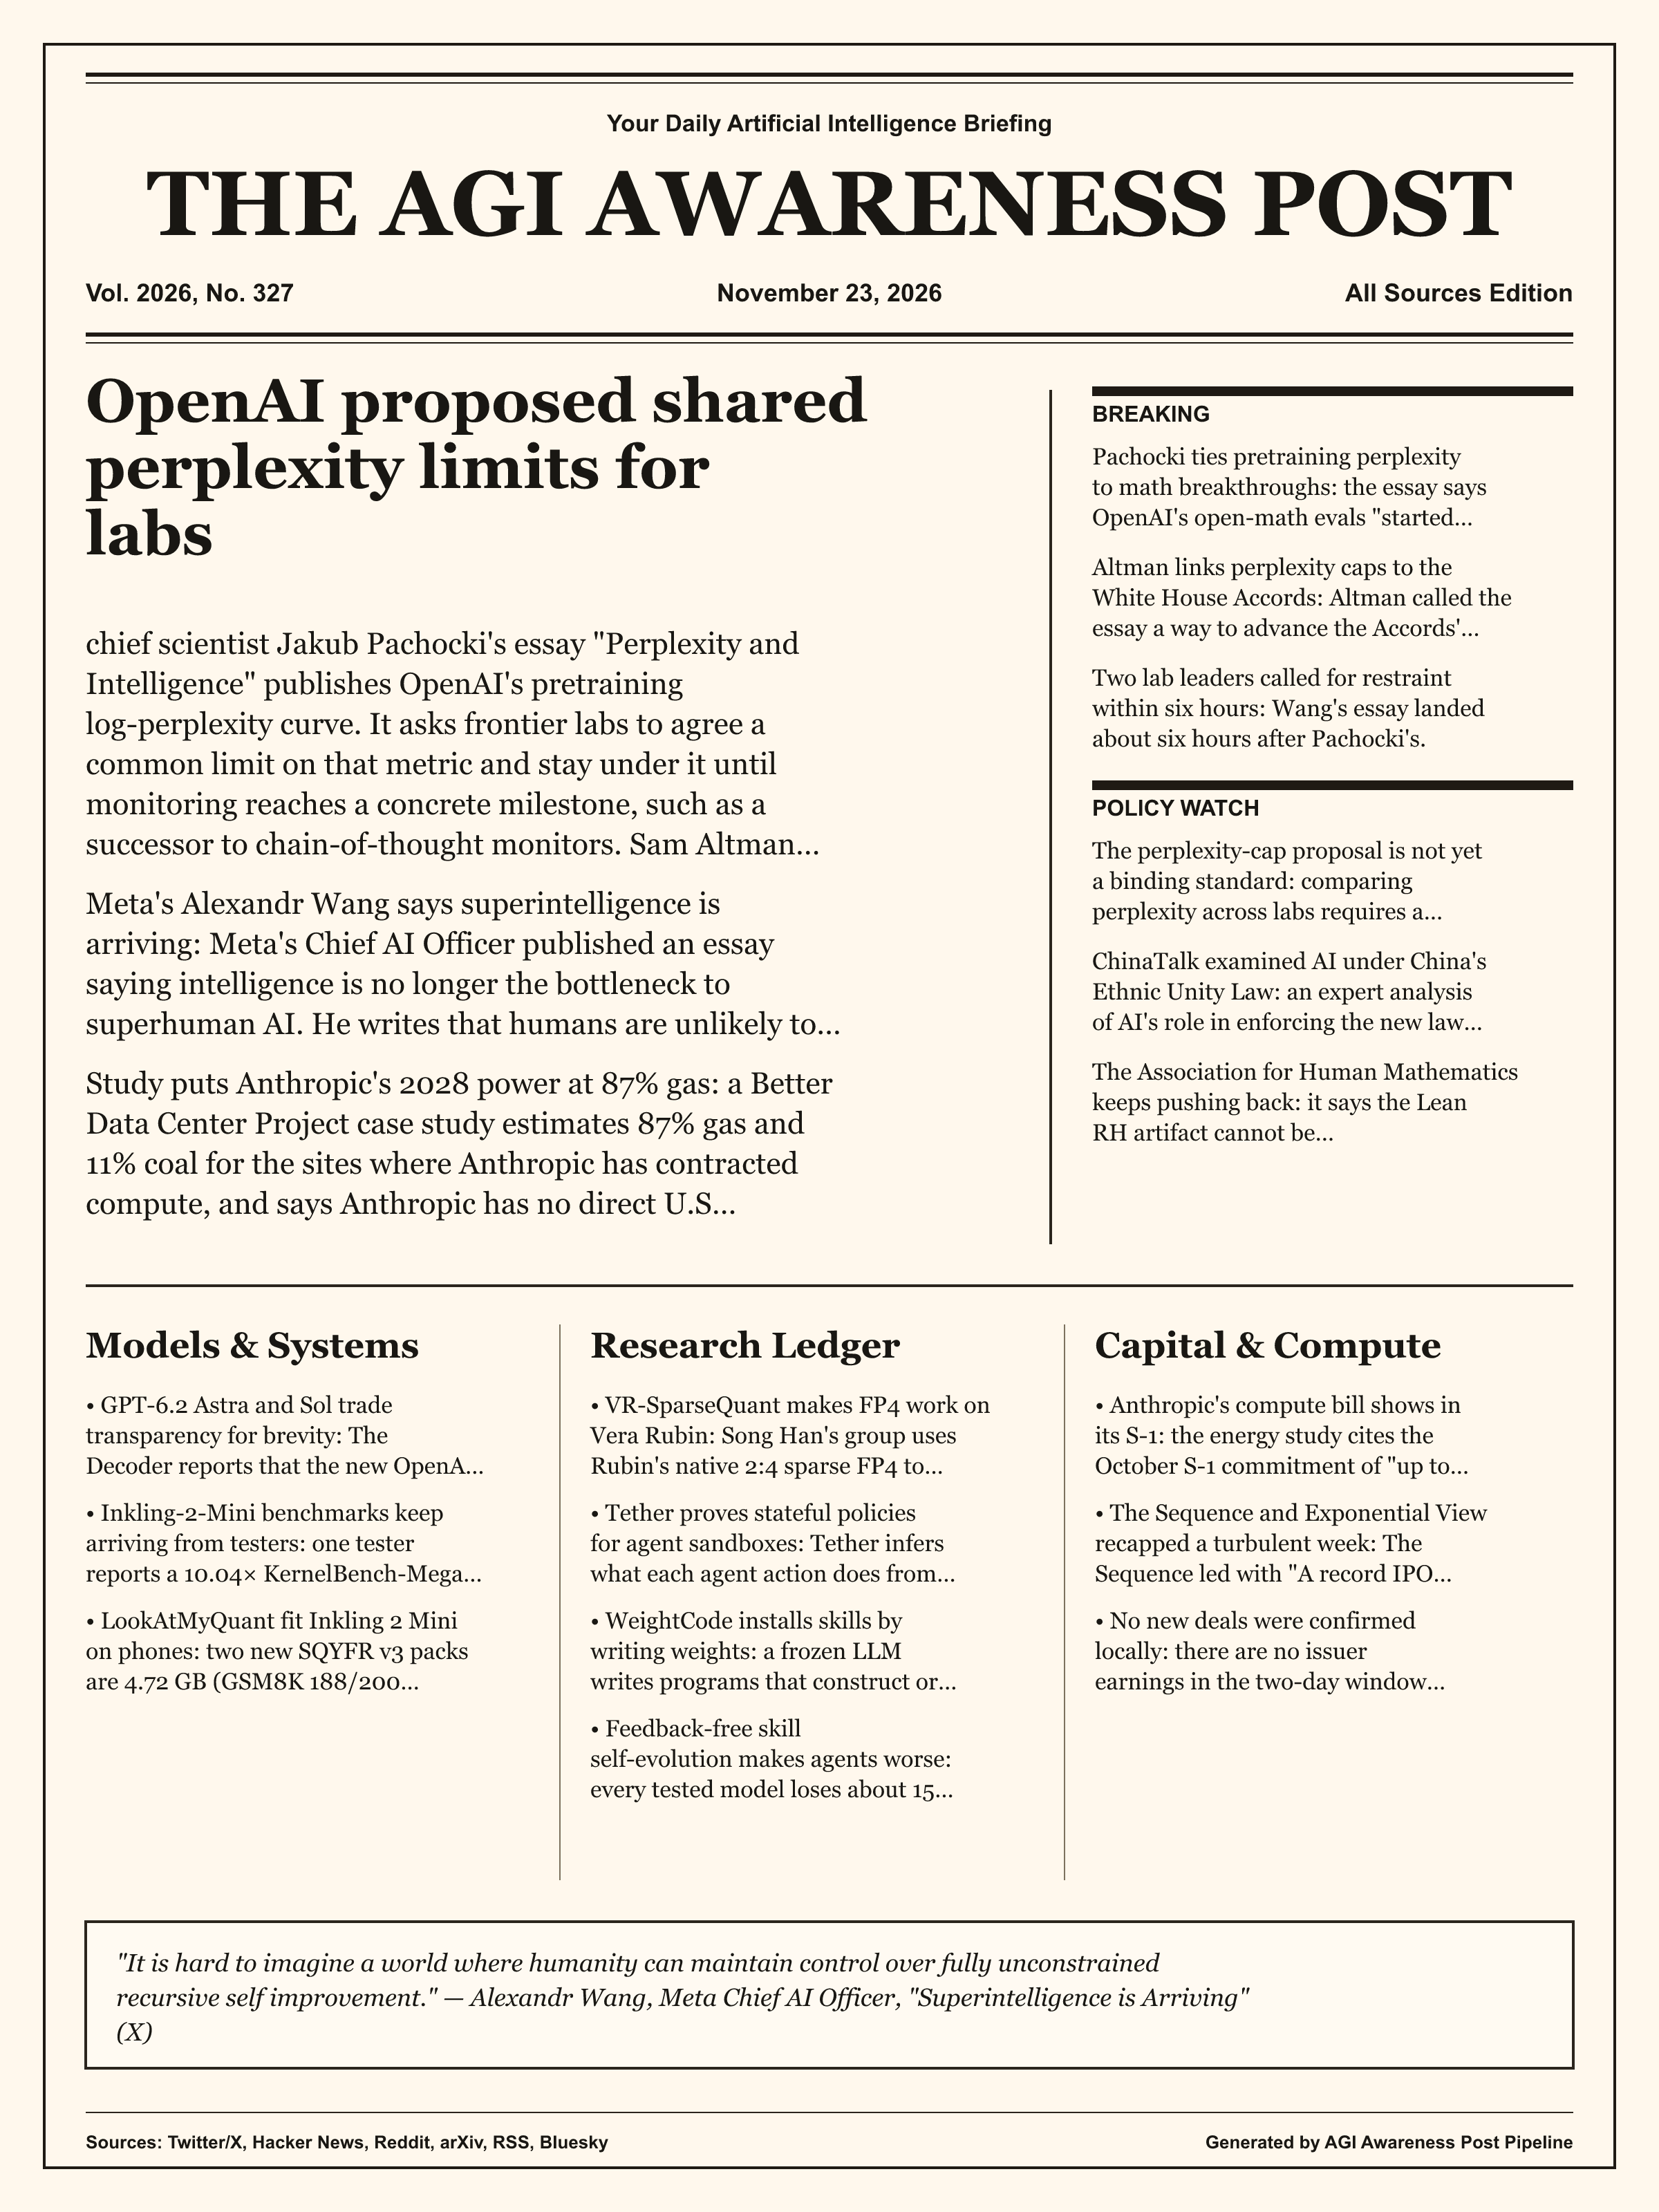 Your Daily Artificial Intelligence Briefing
THE AGI AWARENESS POST
Vol. 2026, No. 327
November 23, 2026
All Sources Edition
OpenAI proposed shared
perplexity limits for
labs
chief scientist Jakub Pachocki's essay "Perplexity and
Intelligence" publishes OpenAI's pretraining
log-perplexity curve. It asks frontier labs to agree a
common limit on that metric and stay under it until
monitoring reaches a concrete milestone, such as a
successor to chain-of-thought monitors. Sam Altman...
Meta's Alexandr Wang says superintelligence is
arriving: Meta's Chief AI Officer published an essay
saying intelligence is no longer the bottleneck to
superhuman AI. He writes that humans are unlikely to...
Study puts Anthropic's 2028 power at 87% gas: a Better
Data Center Project case study estimates 87% gas and
11% coal for the sites where Anthropic has contracted
compute, and says Anthropic has no direct U.S...
BREAKING
Pachocki ties pretraining perplexity
to math breakthroughs: the essay says
OpenAI's open-math evals "started...
Altman links perplexity caps to the
White House Accords: Altman called the
essay a way to advance the Accords'...
Two lab leaders called for restraint
within six hours: Wang's essay landed
about six hours after Pachocki's.
POLICY WATCH
The perplexity-cap proposal is not yet
a binding standard: comparing
perplexity across labs requires a...
ChinaTalk examined AI under China's
Ethnic Unity Law: an expert analysis
of AI's role in enforcing the new law...
The Association for Human Mathematics
keeps pushing back: it says the Lean
RH artifact cannot be...
Models & Systems
• GPT-6.2 Astra and Sol trade
transparency for brevity: The
Decoder reports that the new OpenA...
• Inkling-2-Mini benchmarks keep
arriving from testers: one tester
reports a 10.04× KernelBench-Mega...
• LookAtMyQuant fit Inkling 2 Mini
on phones: two new SQYFR v3 packs
are 4.72 GB (GSM8K 188/200...
Research Ledger
• VR-SparseQuant makes FP4 work on
Vera Rubin: Song Han's group uses
Rubin's native 2:4 sparse FP4 to...
• Tether proves stateful policies
for agent sandboxes: Tether infers
what each agent action does from...
• WeightCode installs skills by
writing weights: a frozen LLM
writes programs that construct or...
• Feedback-free skill
self-evolution makes agents worse:
every tested model loses about 15...
Capital & Compute
• Anthropic's compute bill shows in
its S-1: the energy study cites the
October S-1 commitment of "up to...
• The Sequence and Exponential View
recapped a turbulent week: The
Sequence led with "A record IPO...
• No new deals were confirmed
locally: there are no issuer
earnings in the two-day window...
"It is hard to imagine a world where humanity can maintain control over fully unconstrained
recursive self improvement." — Alexandr Wang, Meta Chief AI Officer, "Superintelligence is Arriving"
(X)
Sources: Twitter/X, Hacker News, Reddit, arXiv, RSS, Bluesky
Generated by AGI Awareness Post Pipeline